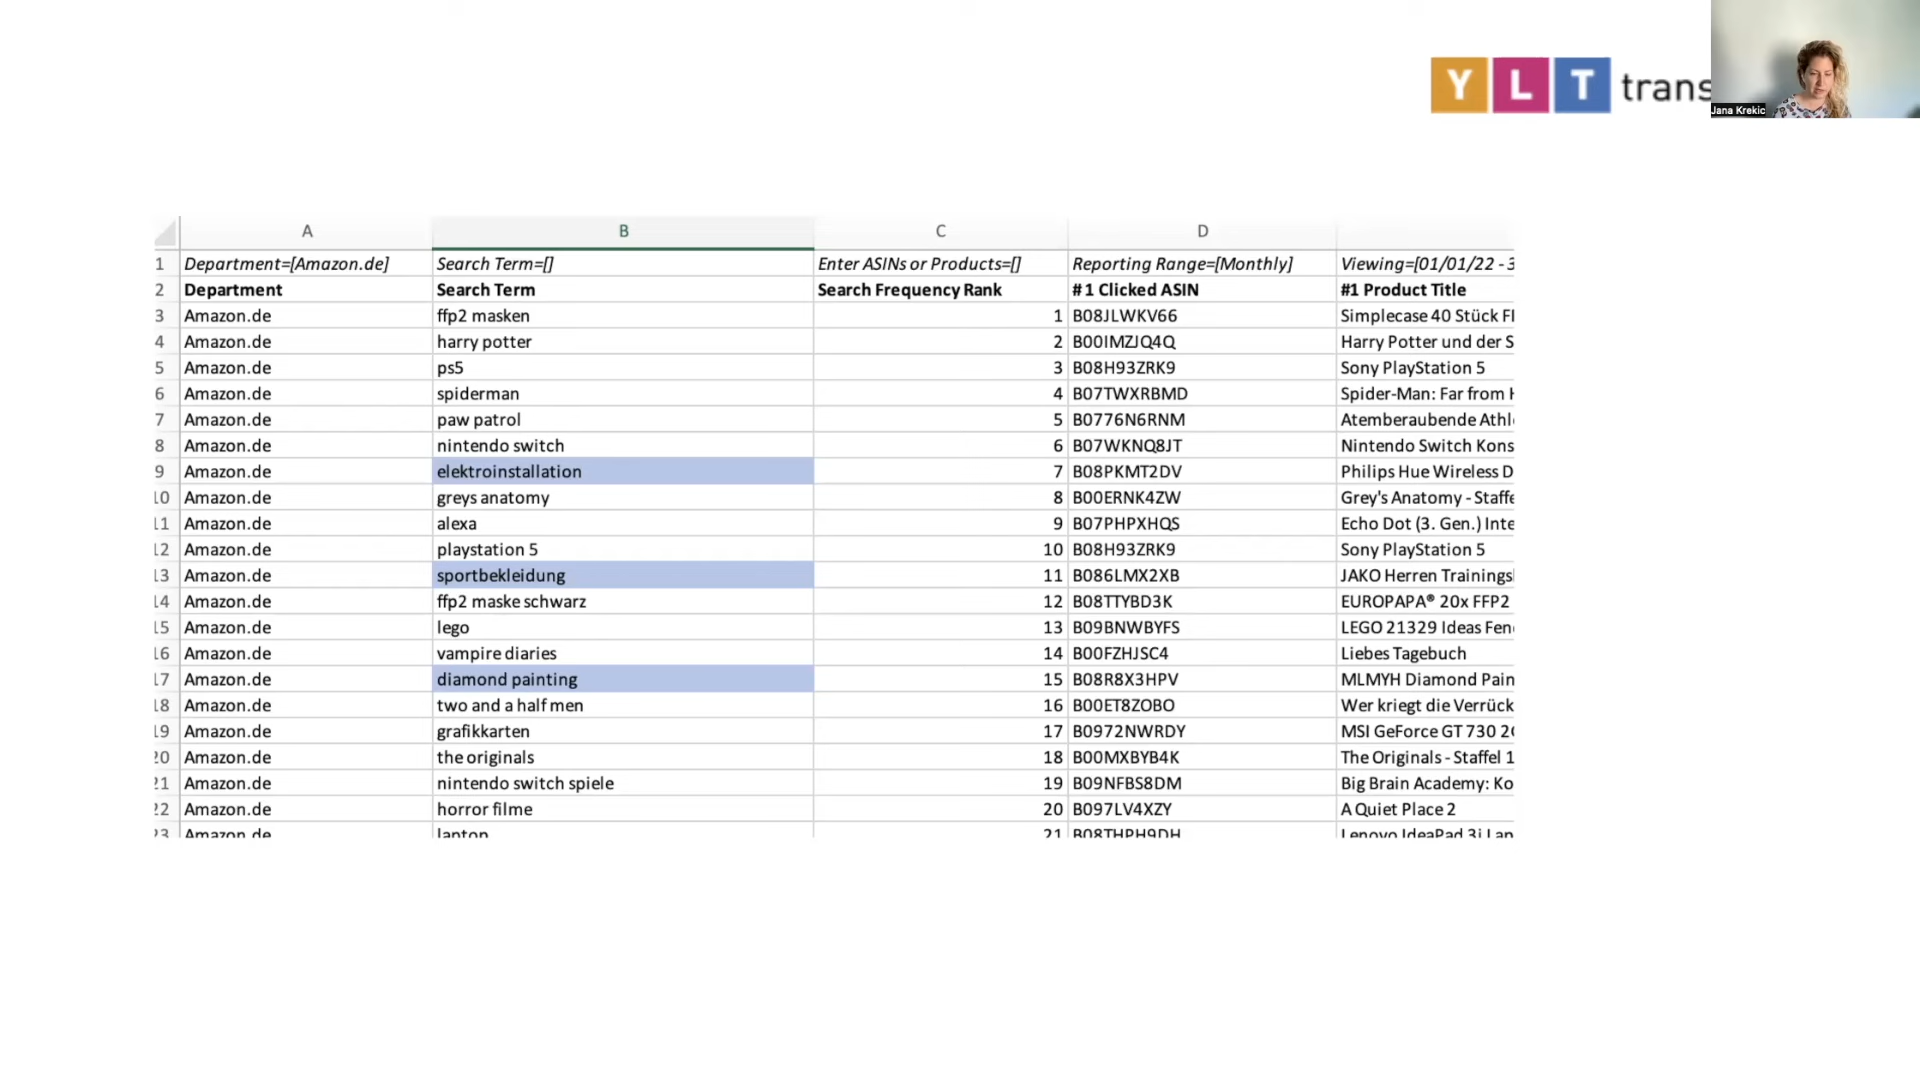 Y L T trans
Jana Krekic
A B C D
1 Department=[Amazon.de] Search Term=[] Enter ASINs or Products=[] Reporting Range=[Monthly] Viewing=[01/01/22 - 3
2 Department Search Term Search Frequency Rank #1 Clicked ASIN #1 Product Title
3 Amazon.de ffp2 masken 1 B08JLWKV66 Simplecase 40 Stück FI
4 Amazon.de harry potter 2 B00IMZJQ4Q Harry Potter und der S
5 Amazon.de ps5 3 B08H93ZRK9 Sony PlayStation 5
6 Amazon.de spiderman 4 B07TWXRBMD Spider-Man: Far from H
7 Amazon.de paw patrol 5 B0776N6RNM Atemberaubende Athl
8 Amazon.de nintendo switch 6 B07WKNQ8JT Nintendo Switch Kons
9 Amazon.de elektroinstallation 7 B08PKMT2DV Philips Hue Wireless D
10 Amazon.de greys anatomy 8 B00ERNK4ZW Grey's Anatomy - Staffe
11 Amazon.de alexa 9 B07PHPXHQS Echo Dot (3. Gen.) Inte
12 Amazon.de playstation 5 10 B08H93ZRK9 Sony PlayStation 5
13 Amazon.de sportbekleidung 11 B086LMX2XB JAKO Herren Trainings
14 Amazon.de ffp2 maske schwarz 12 B08TTYBD3K EUROPAPA® 20x FFP2
15 Amazon.de lego 13 B09BNWBYFS LEGO 21329 Ideas Fen
16 Amazon.de vampire diaries 14 B00FZHJSC4 Liebes Tagebuch
17 Amazon.de diamond painting 15 B08R8X3HPV MLMYH Diamond Pain
18 Amazon.de two and a half men 16 B00ET8ZOBO Wer kriegt die Verrück
19 Amazon.de grafikkarten 17 B0972NWRDY MSI GeForce GT 730 2
20 Amazon.de the originals 18 B00MXBYB4K The Originals - Staffel 1
21 Amazon.de nintendo switch spiele 19 B09NFBS8DM Big Brain Academy: Ko
22 Amazon.de horror filme 20 B097LV4XZY A Quiet Place 2
23 Amazon.de laptop 21 B08THPH9DH Lenovo IdeaPad 3i Lap